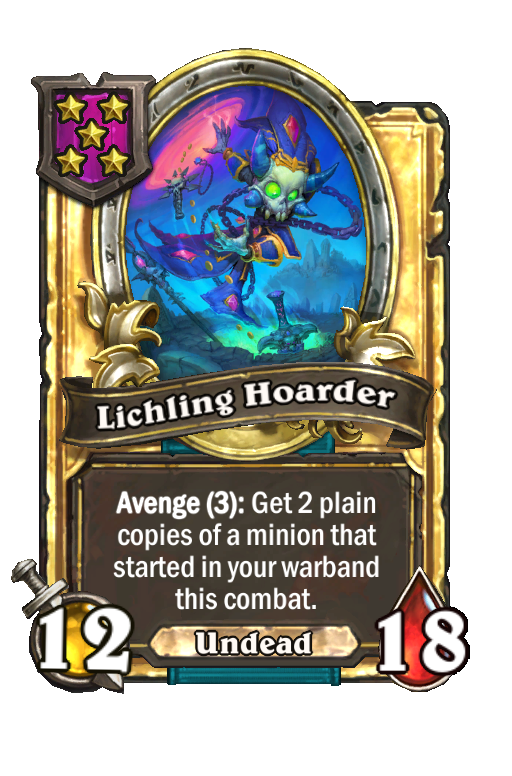 Lichling Hoarder
Avenge (3): Get 2 plain
copies of a minion that
started in your warband
this combat.
12
Undead
18